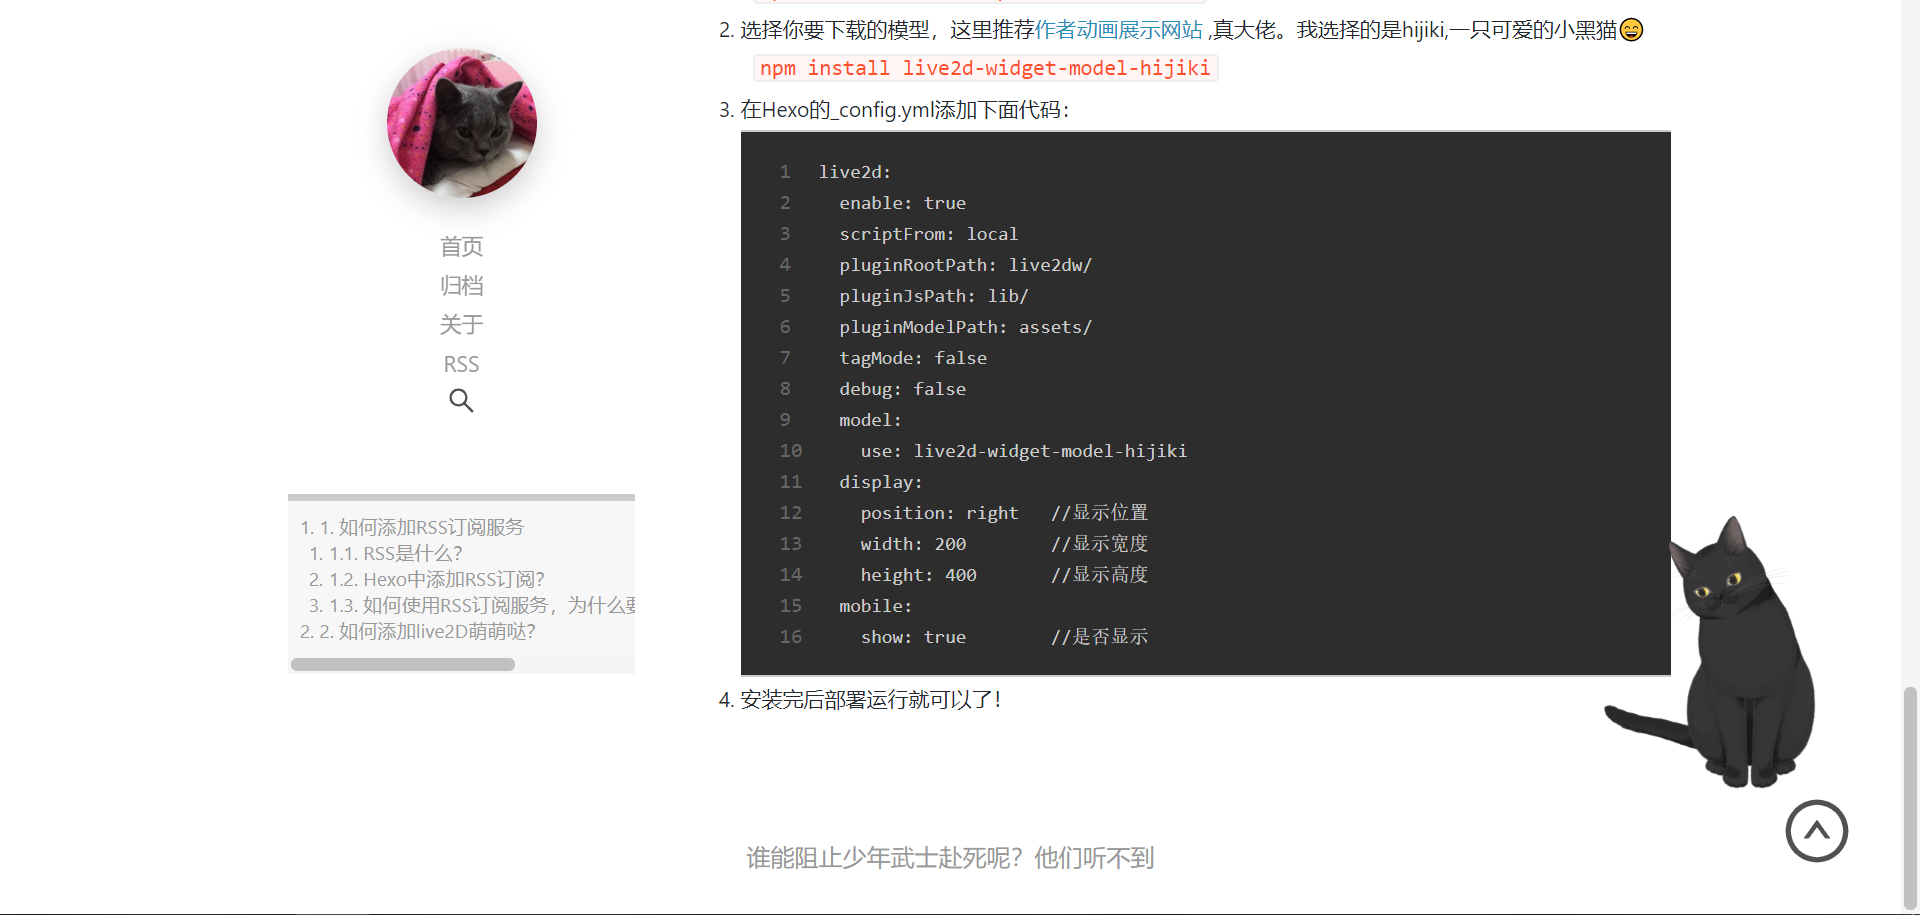 首页
归档
关于
RSS
1. 1. 如何添加RSS订阅服务
1. 1.1. RSS是什么？
2. 1.2. Hexo中添加RSS订阅？
3. 1.3. 如何使用RSS订阅服务，为什么要
2. 2. 如何添加live2D萌萌哒？
2. 选择你要下载的模型，这里推荐作者动画展示网站 ,真大佬。我选择的是hijiki,一只可爱的小黑猫😄
npm install live2d-widget-model-hijiki
3. 在Hexo的_config.yml添加下面代码：
1 live2d:
2   enable: true
3   scriptFrom: local
4   pluginRootPath: live2dw/
5   pluginJsPath: lib/
6   pluginModelPath: assets/
7   tagMode: false
8   debug: false
9   model:
10     use: live2d-widget-model-hijiki
11   display:
12     position: right   //显示位置
13     width: 200        //显示宽度
14     height: 400       //显示高度
15   mobile:
16     show: true        //是否显示
4. 安装完后部署运行就可以了！
谁能阻止少年武士赴死呢？他们听不到